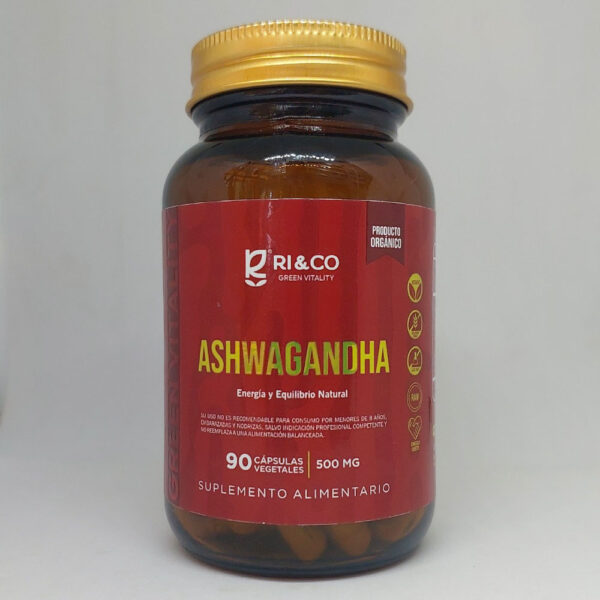 PRODUCTO
ORGÁNICO
RI&CO
GREEN VITALITY
ASHWAGANDHA
Energía y Equilibrio Natural
SU USO NO ES RECOMENDABLE PARA CONSUMO POR MENORES DE 8 AÑOS,
EMBARAZADAS Y NODRIZAS, SALVO INDICACIÓN PROFESIONAL COMPETENTE Y
NO REEMPLAZA A UNA ALIMENTACIÓN BALANCEADA.
90 CÁPSULAS
VEGETALES
500 MG
SUPLEMENTO ALIMENTARIO
GREEN VITALITY
RAW